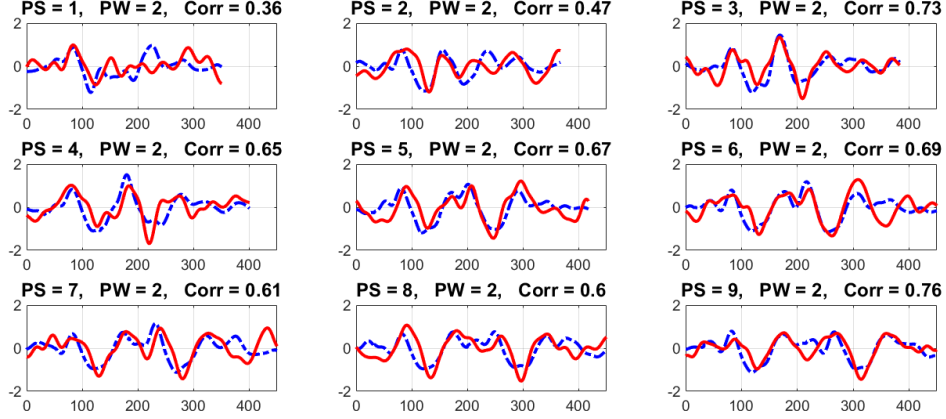 PS = 1, PW = 2, Corr = 0.36
PS = 2, PW = 2, Corr = 0.47
PS = 3, PW = 2, Corr = 0.73
2
0
-2
0 100 200 300 400
2
0
-2
0 100 200 300 400
2
0
-2
0 100 200 300 400
PS = 4, PW = 2, Corr = 0.65
PS = 5, PW = 2, Corr = 0.67
PS = 6, PW = 2, Corr = 0.69
2
0
-2
0 100 200 300 400
2
0
-2
0 100 200 300 400
2
0
-2
0 100 200 300 400
PS = 7, PW = 2, Corr = 0.61
PS = 8, PW = 2, Corr = 0.6
PS = 9, PW = 2, Corr = 0.76
2
0
-2
0 100 200 300 400
2
0
-2
0 100 200 300 400
2
0
-2
0 100 200 300 400